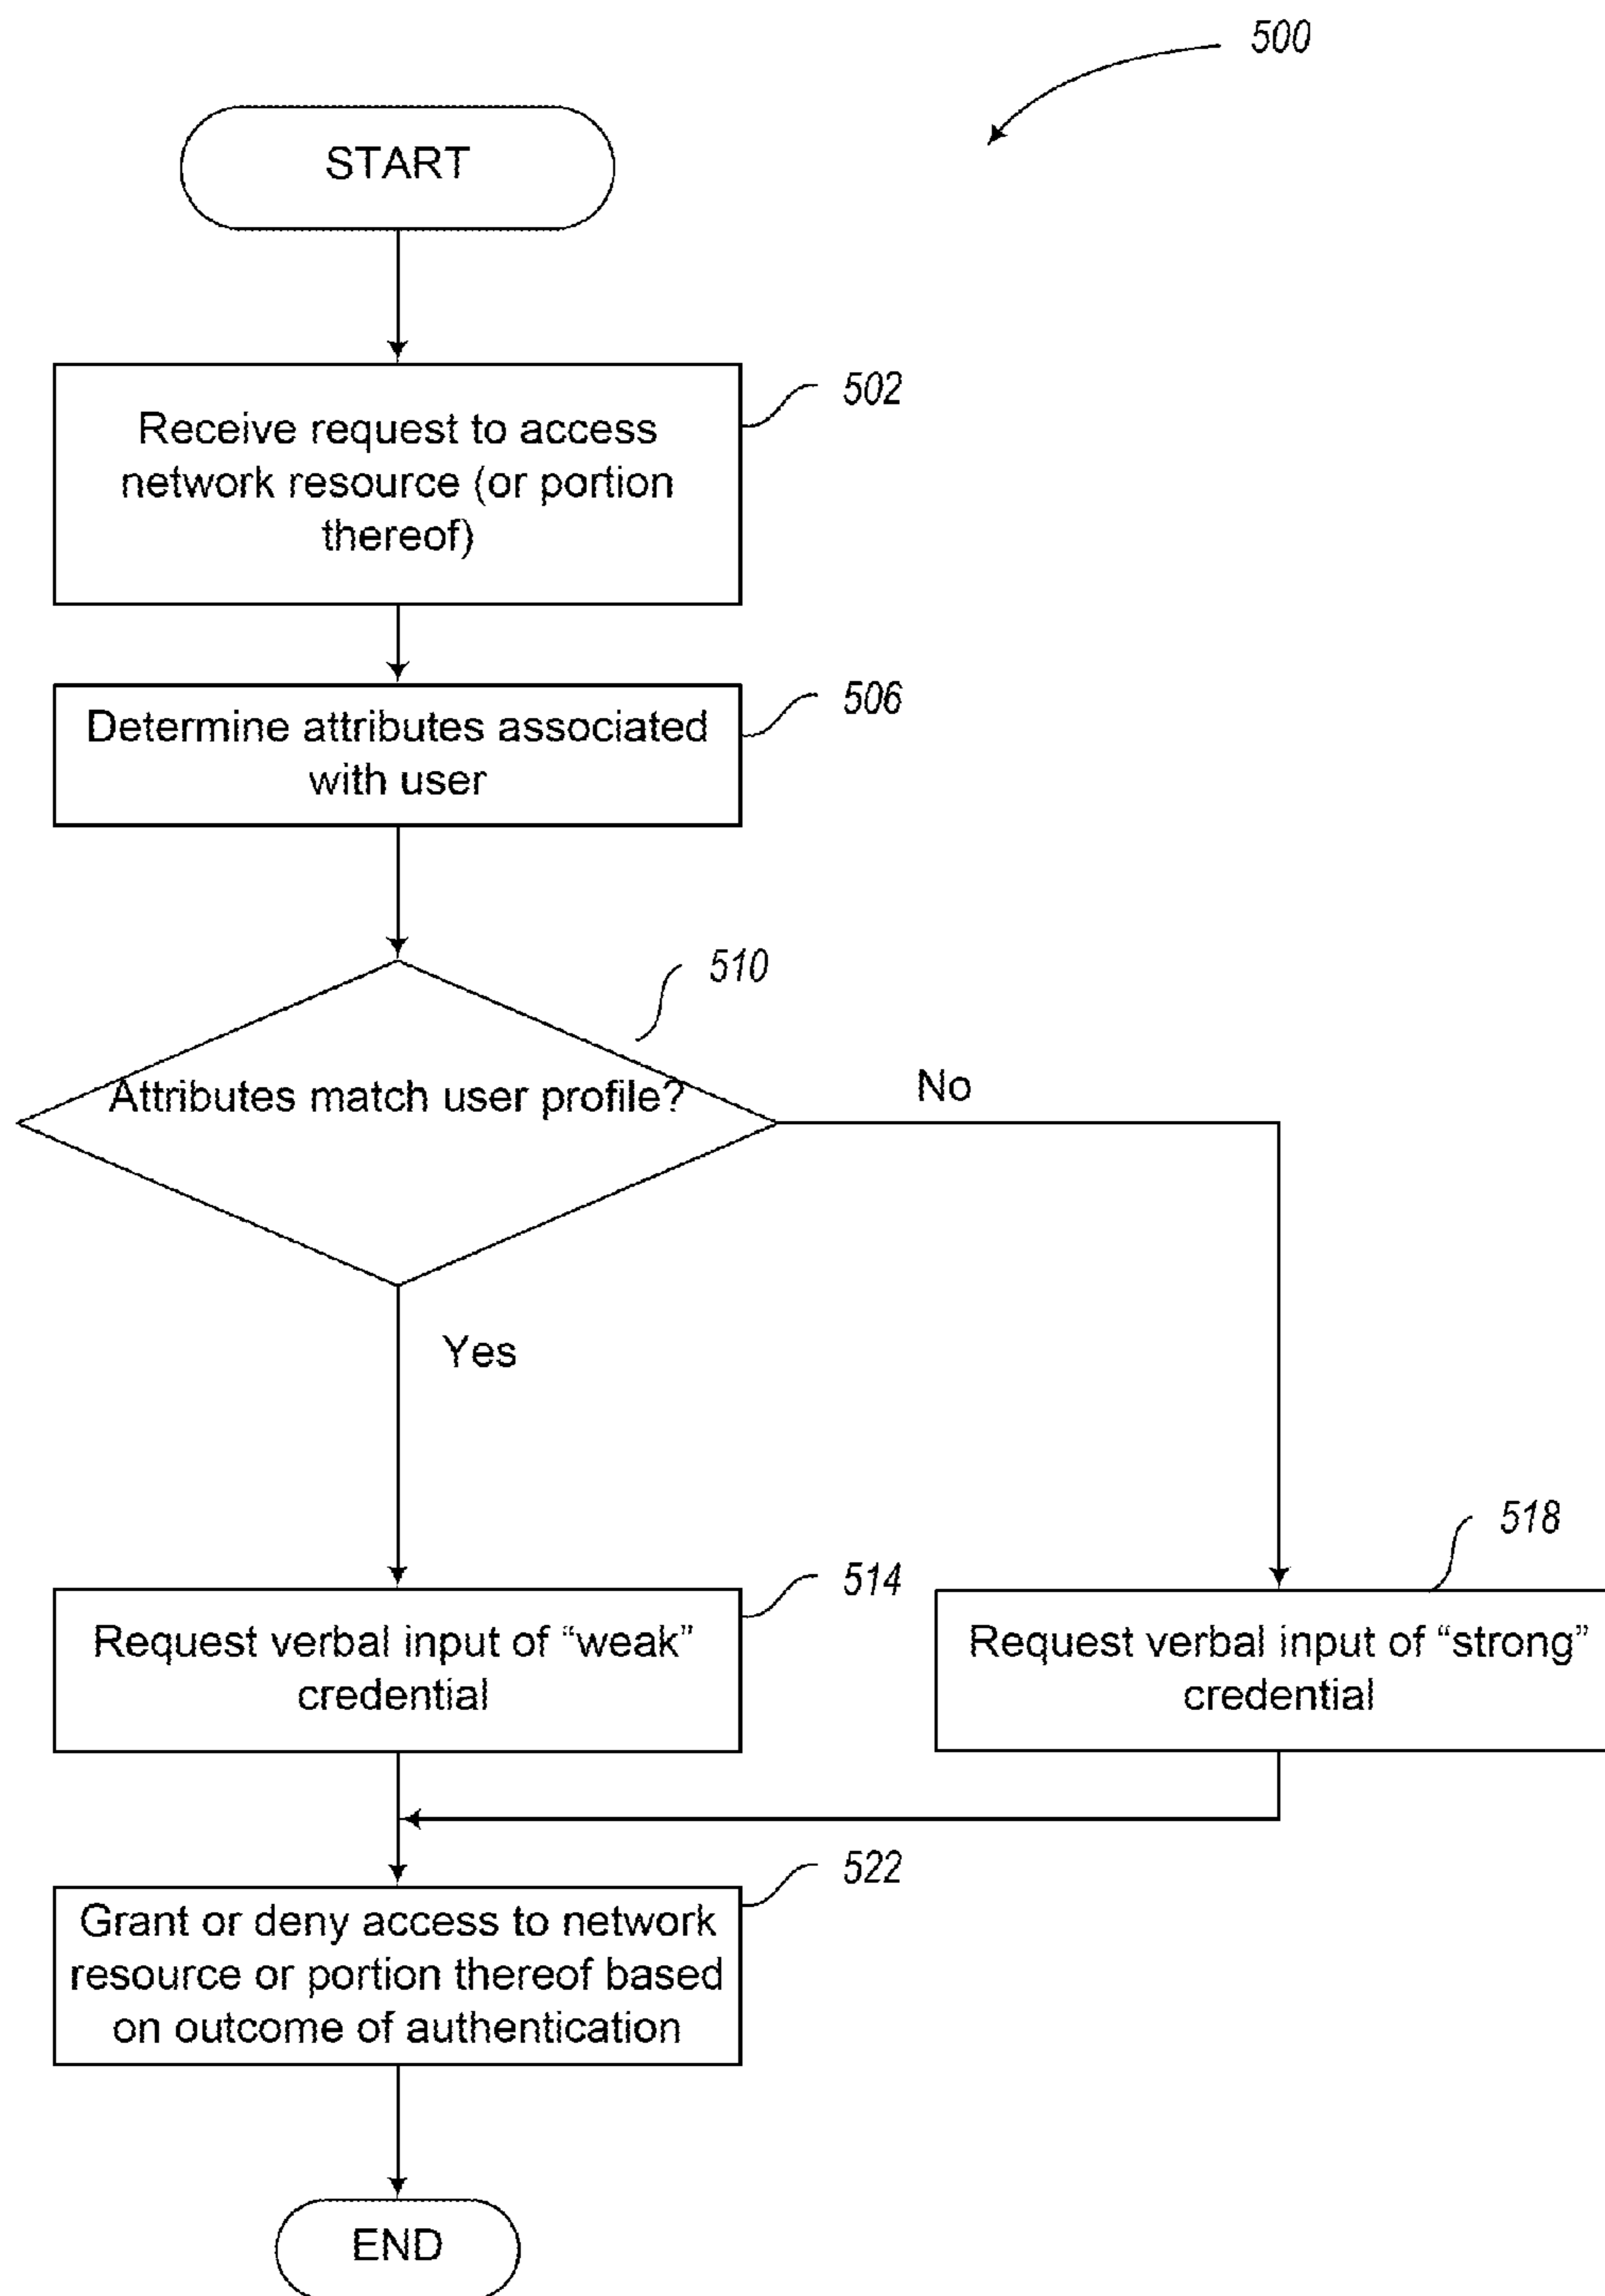 500
START
502
Receive request to access
network resource (or portion
thereof)
506
Determine attributes associated
with user
510
Attributes match user profile?
No
Yes
518
514
Request verbal input of “weak”
credential
Request verbal input of “strong”
credential
522
Grant or deny access to network
resource or portion thereof based
on outcome of authentication
END